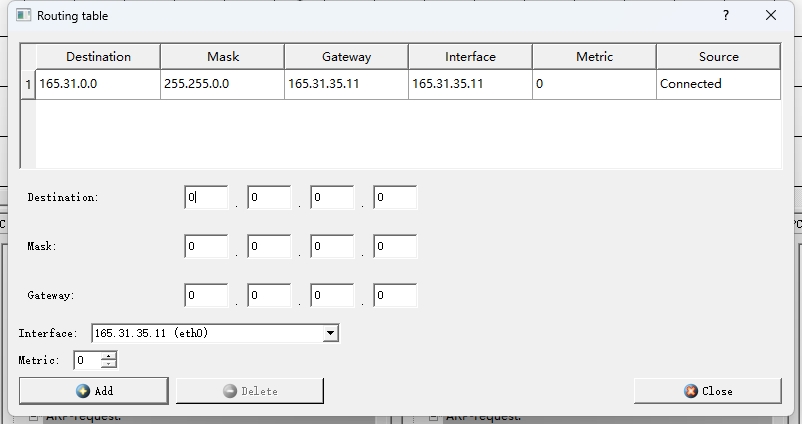 Routing table ?
Destination Mask Gateway Interface Metric Source
1 165.31.0.0 255.255.0.0 165.31.35.11 165.31.35.11 0 Connected
Destination: 0 . 0 . 0 . 0
Mask: 0 . 0 . 0 . 0
Gateway: 0 . 0 . 0 . 0
Interface: 165.31.35.11 (eth0)
Metric: 0
Add Delete Close
ARP-request. ARP-request.